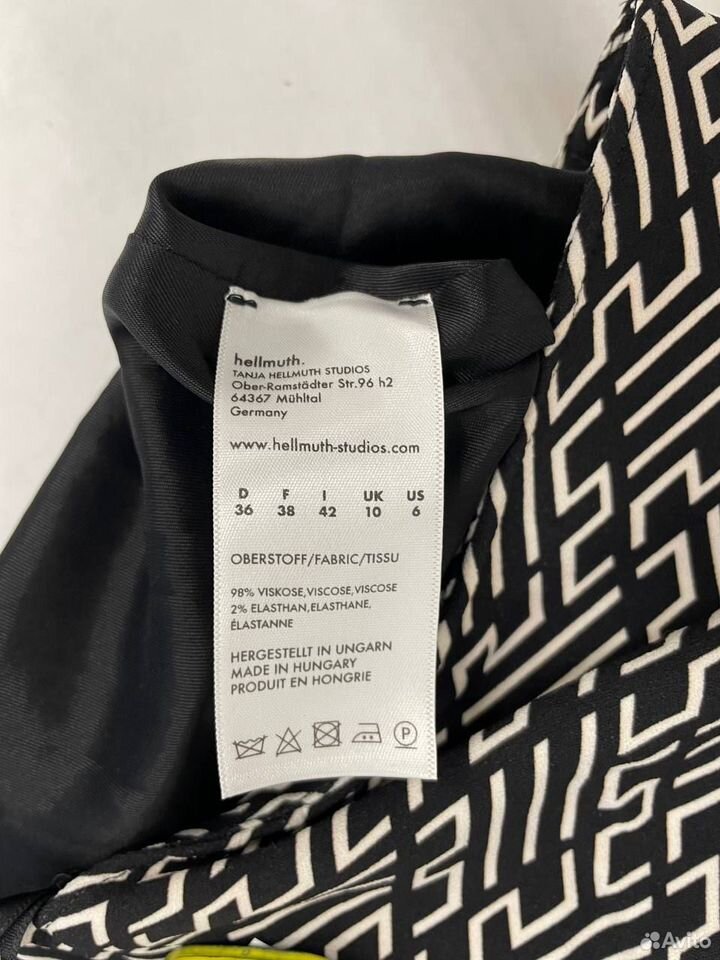 hellmuth.
TANJA HELLMUTH STUDIOS
Ober-Ramstädter Str.96 h2
64367 Mühltal
Germany
www.hellmuth-studios.com
D F I UK US
36 38 42 10 6
OBERSTOFF/FABRIC/TISSU
98% VISKOSE,VISCOSE,VISCOSE
2% ELASTHAN,ELASTHANE,
ÉLASTANNE
HERGESTELLT IN UNGARN
MADE IN HUNGARY
PRODUIT EN HONGRIE
P
Avito